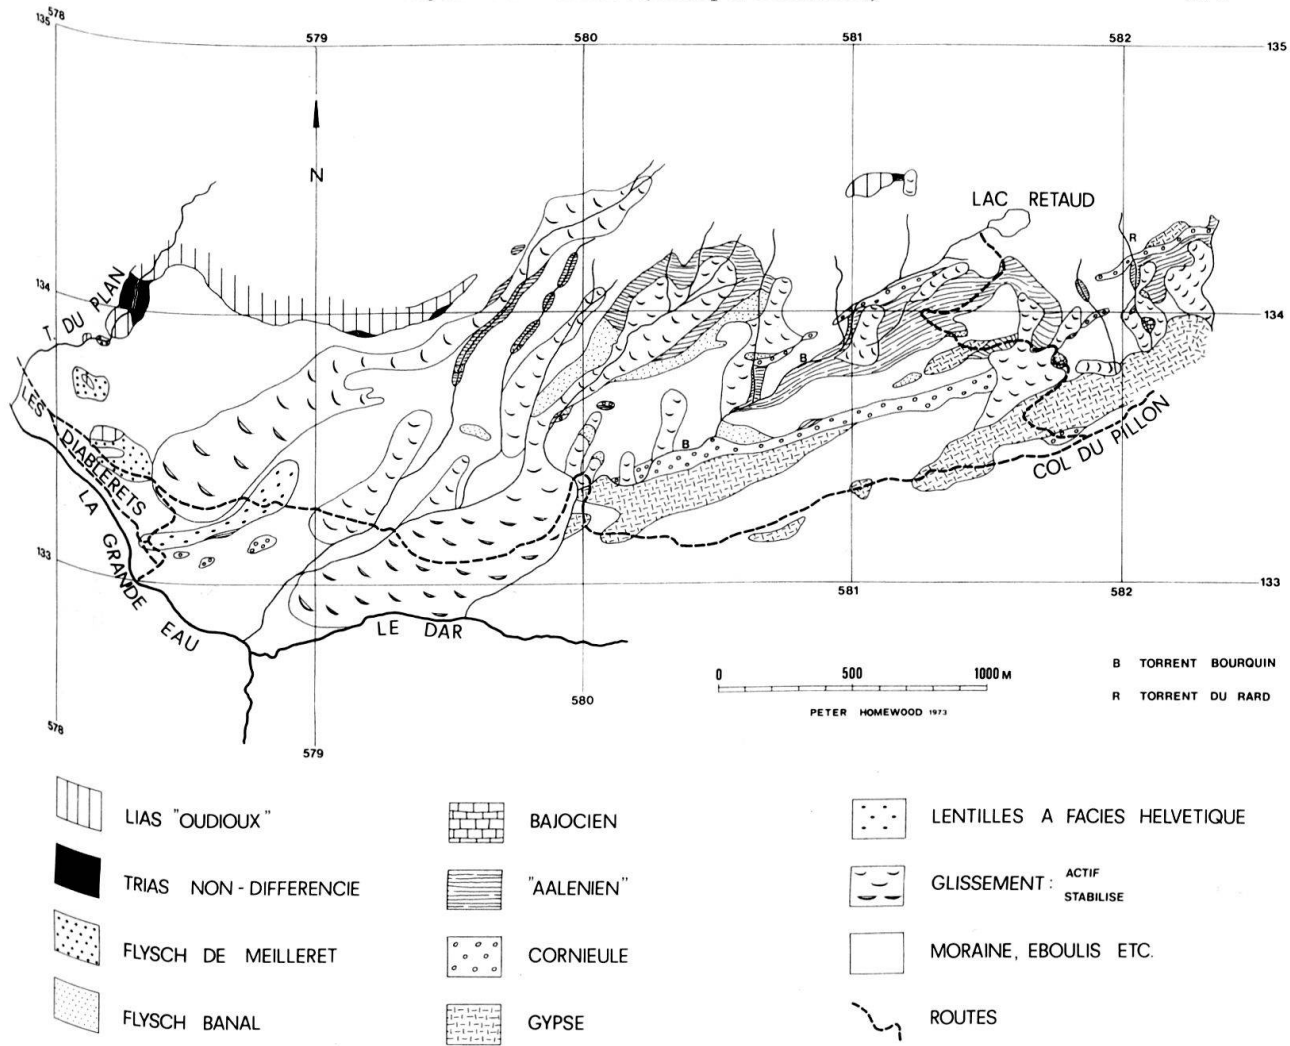 578
135
579
580
581
582
135
N
LAC RETAUD
R
134
T. DU PLAN
134
B
LES DIABLERETS
B
COL DU PILLON
LA GRANDE EAU
133
581
582
133
LE DAR
B TORRENT BOURQUIN
0 500 1000 M
R TORRENT DU RARD
580
PETER HOMEWOOD 1973
578
579
LIAS "OUDIOUX"
TRIAS NON-DIFFERENCIE
FLYSCH DE MEILLERET
FLYSCH BANAL
BAJOCIEN
"AALENIEN"
CORNIEULE
GYPSE
LENTILLES A FACIES HELVETIQUE
GLISSEMENT: ACTIF
STABILISE
MORAINE, EBOULIS ETC.
ROUTES